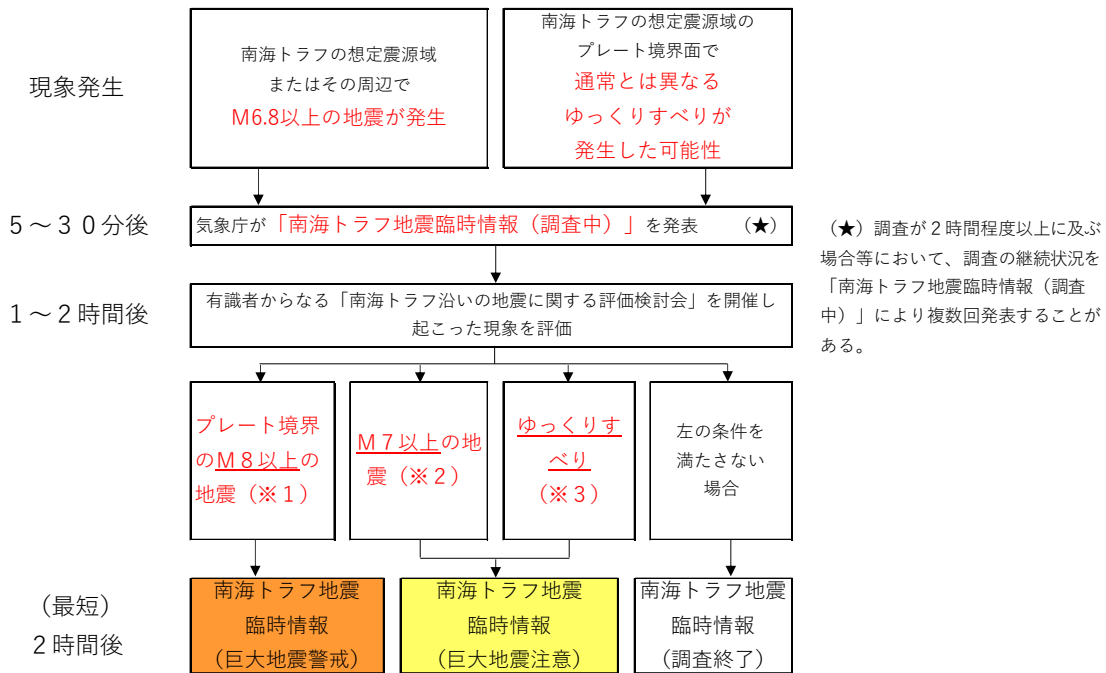 現象発生
南海トラフの想定震源域
またはその周辺で
M6.8以上の地震が発生
南海トラフの想定震源域の
プレート境界面で
通常とは異なる
ゆっくりすべりが
発生した可能性
5～30分後
気象庁が「南海トラフ地震臨時情報（調査中）」を発表　（★）
（★）調査が２時間程度以上に及ぶ
場合等において、調査の継続状況を
「南海トラフ地震臨時情報（調査
中）」により複数回発表することが
ある。
1～2時間後
有識者からなる「南海トラフ沿いの地震に関する評価検討会」を開催し
起こった現象を評価
プレート境界
のＭ８以上の
地震（※１）
Ｍ７以上の地
震（※２）
ゆっくりす
べり
（※３）
左の条件を
満たさない
場合
（最短）
2時間後
南海トラフ地震
臨時情報
（巨大地震警戒）
南海トラフ地震
臨時情報
（巨大地震注意）
南海トラフ地震
臨時情報
（調査終了）